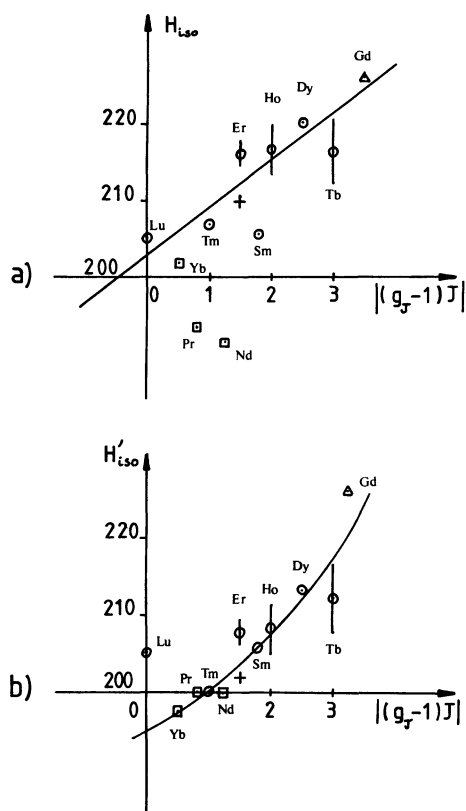 H_iso
Gd
Dy
Ho
220
Er
Tb
210
Lu
Tm
Sm
Yb
a)
200
0 1 2 3 |(g_J-1)J|
Pr
Nd
H'_iso
Gd
220
Dy
Ho
Er
210
Tb
Lu
Sm
Pr
Tm
b)
200
0
Nd
2 3 |(g_J-1)J|
Yb